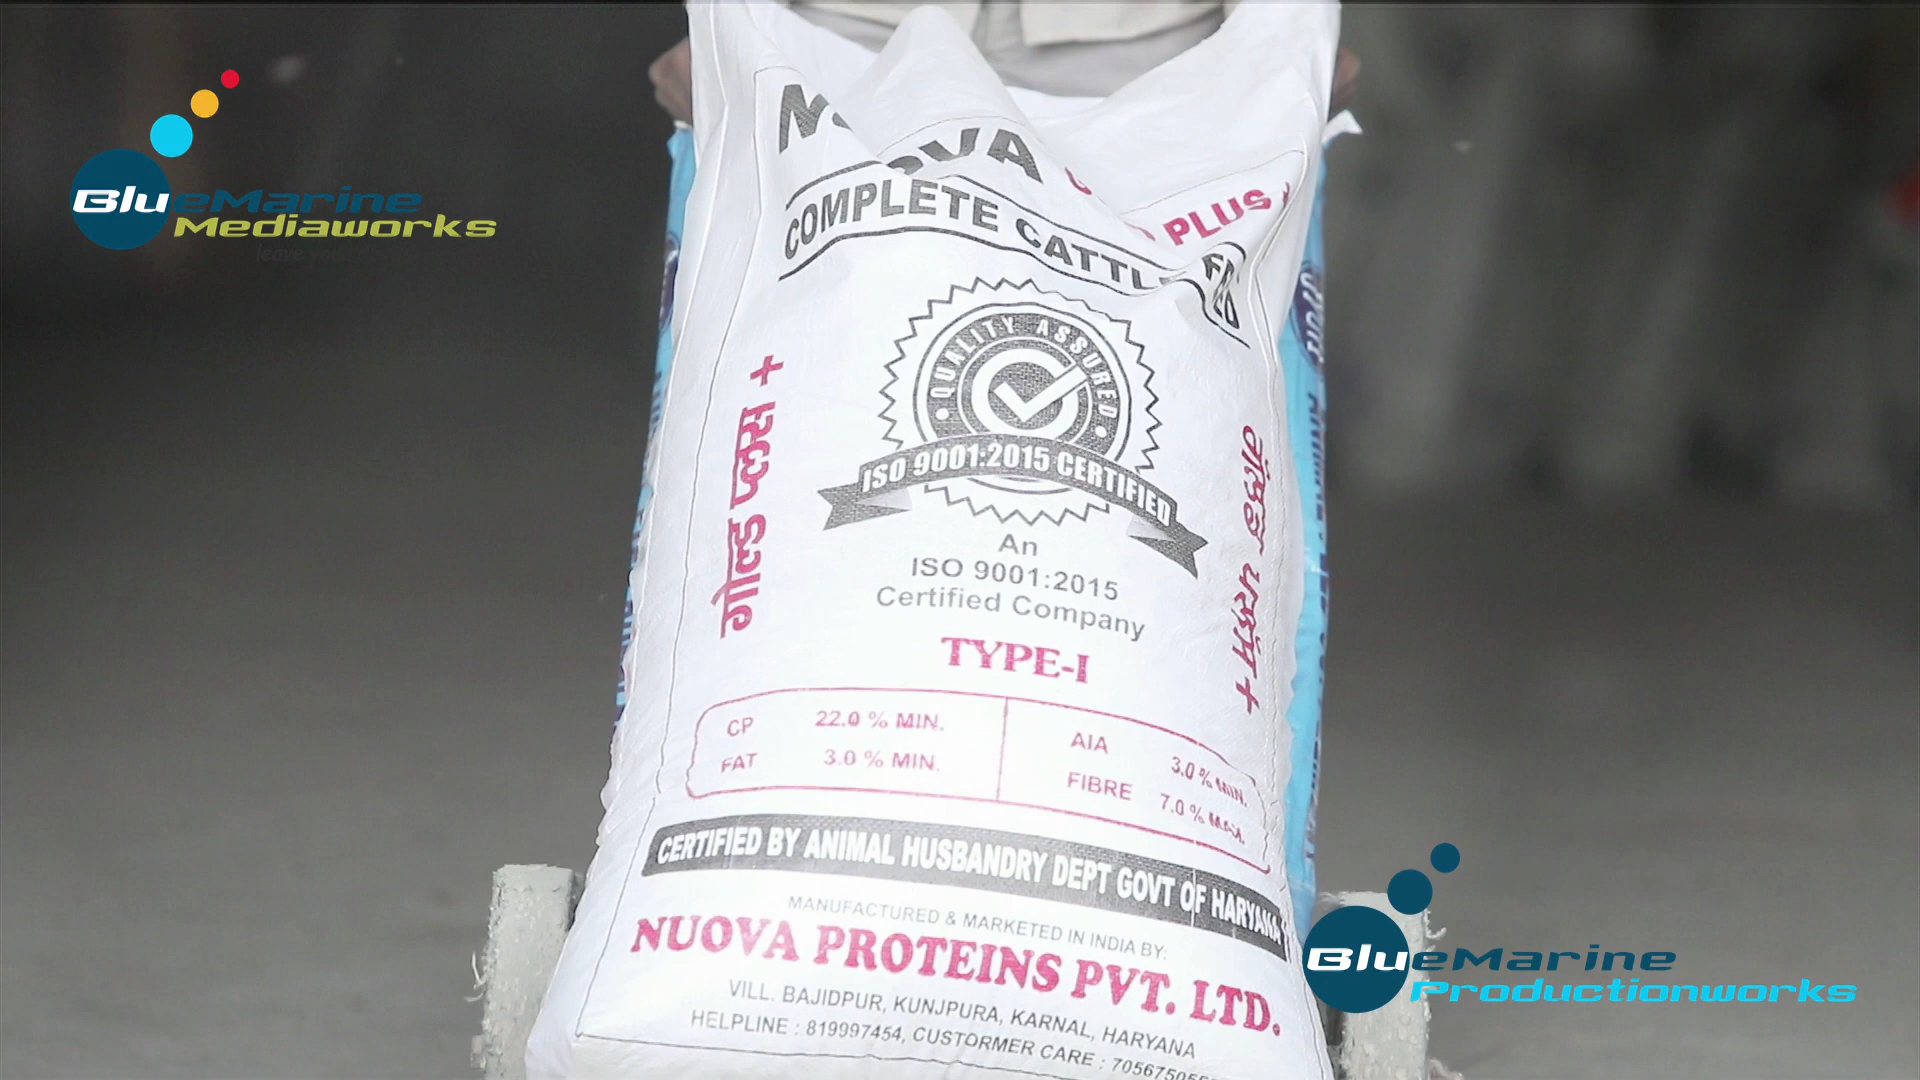 BlueMarine
Mediaworks
NUOVA
PLUS
COMPLETE CATTLE FEED
QUALITY ASSURED
ISO 9001:2015 CERTIFIED
An
ISO 9001:2015
Certified Company
TYPE-I
गोल्ड प्लस +
गोल्ड प्लस +
CP 22.0 % MIN.
FAT 3.0 % MIN.
AIA 3.0 % MIN.
FIBRE 7.0 % MAX.
CERTIFIED BY ANIMAL HUSBANDRY DEPT GOVT OF HARYANA
MANUFACTURED & MARKETED IN INDIA BY:
NUOVA PROTEINS PVT. LTD.
VILL. BAJIDPUR, KUNJPURA, KARNAL, HARYANA
HELPLINE : 819997454, CUSTORMER CARE :
BlueMarine
Productionworks